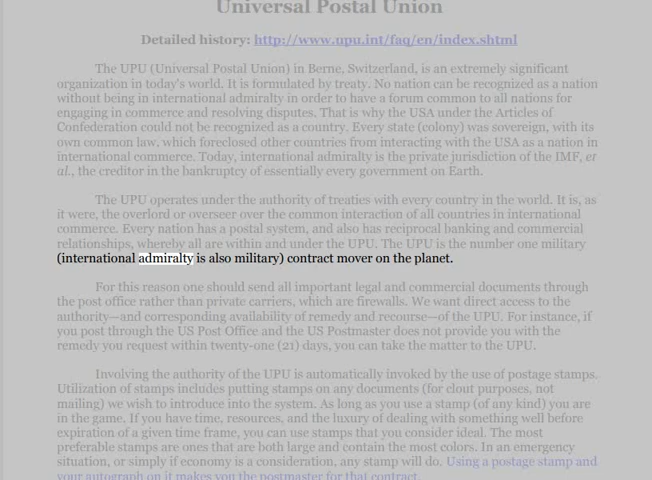 Universal Postal Union
Detailed history: http://www.upu.int/faq/en/index.shtml
The UPU (Universal Postal Union) in Berne, Switzerland, is an extremely significant
organization in today's world. It is formulated by treaty. No nation can be recognized as a nation
without being in international admiralty in order to have a forum common to all nations for
engaging in commerce and resolving disputes. That is why the USA under the Articles of
Confederation could not be recognized as a country. Every state (colony) was sovereign, with its
own common law, which foreclosed other countries from interacting with the USA as a nation in
international commerce. Today, international admiralty is the private jurisdiction of the IMF, et
al., the creditor in the bankruptcy of essentially every government on Earth.
The UPU operates under the authority of treaties with every country in the world. It is, as
it were, the overlord or overseer over the common interaction of all countries in international
commerce. Every nation has a postal system, and also has reciprocal banking and commercial
relationships, whereby all are within and under the UPU. The UPU is the number one military
(international admiralty is also military) contract mover on the planet.
For this reason one should send all important legal and commercial documents through
the post office rather than private carriers, which are firewalls. We want direct access to the
authority—and corresponding availability of remedy and recourse—of the UPU. For instance, if
you post through the US Post Office and the US Postmaster does not provide you with the
remedy you request within twenty-one (21) days, you can take the matter to the UPU.
Involving the authority of the UPU is automatically invoked by the use of postage stamps.
Utilization of stamps includes putting stamps on any documents (for clout purposes, not
mailing) we wish to introduce into the system. As long as you use a stamp (of any kind) you are
in the game. If you have time, resources, and the luxury of dealing with something well before
expiration of a given time frame, you can use stamps that you consider ideal. The most
preferable stamps are ones that are both large and contain the most colors. In an emergency
situation, or simply if economy is a consideration, any stamp will do. Using a postage stamp and
your autograph on it makes you the postmaster for that contract.